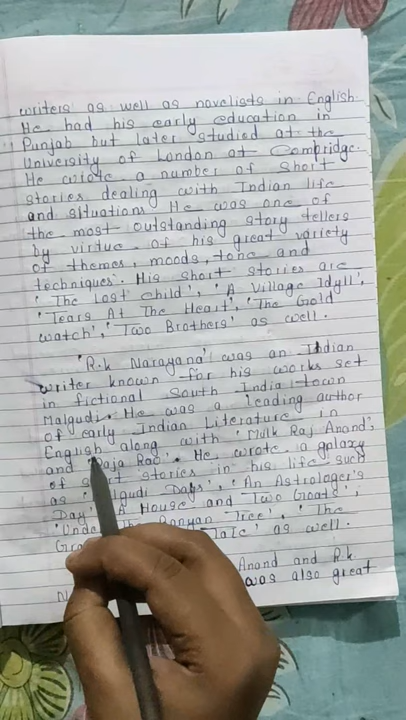 writers as well as novelists in English
He had his early education in
Punjab but later studied at the
University of London at Cambridge.
He wrote a number of short
stories dealing with Indian life
and situations He was one of
the most outstanding story tellers
by virtue of his great variety
of themes, moods, tone and
techniques. His short stories are
'The Lost child', 'A Village Idyll',
'Tears At The Heart', 'The Gold
watch', 'Two Brothers' as well.
'R.k Narayana' was an Indian
writer known for his works set
in fictional South India town
Malgudi. He was a leading author
of early Indian Literature in
English along with 'Mulk Raj Anand',
and 'Raja Rao'. He wrote a galaxy
of stories in his life such
as Days', 'An Astrologer's
Day' A House and Two Goats',
Tree', 'The
Tale' as well.
Anand and R.k
was also great